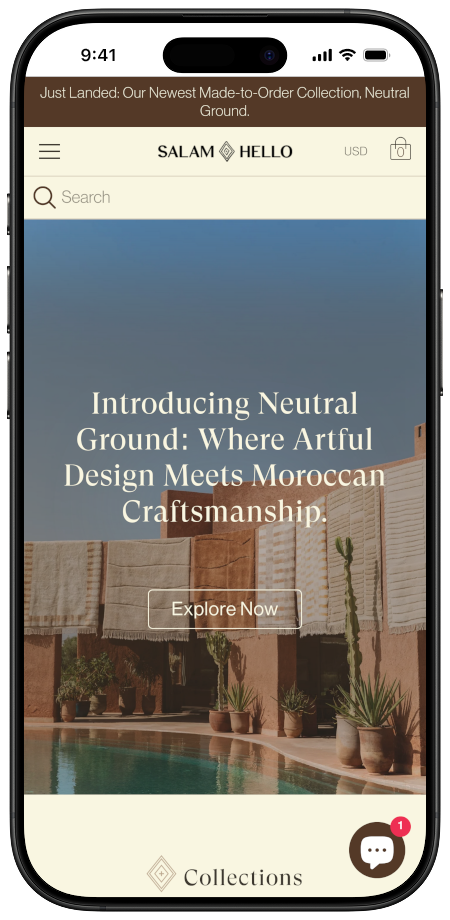 9:41
Just Landed: Our Newest Made-to-Order Collection, Neutral
Ground.
SALAM HELLO
USD
0
Search
Introducing Neutral
Ground: Where Artful
Design Meets Moroccan
Craftsmanship.
Explore Now
1
Collections